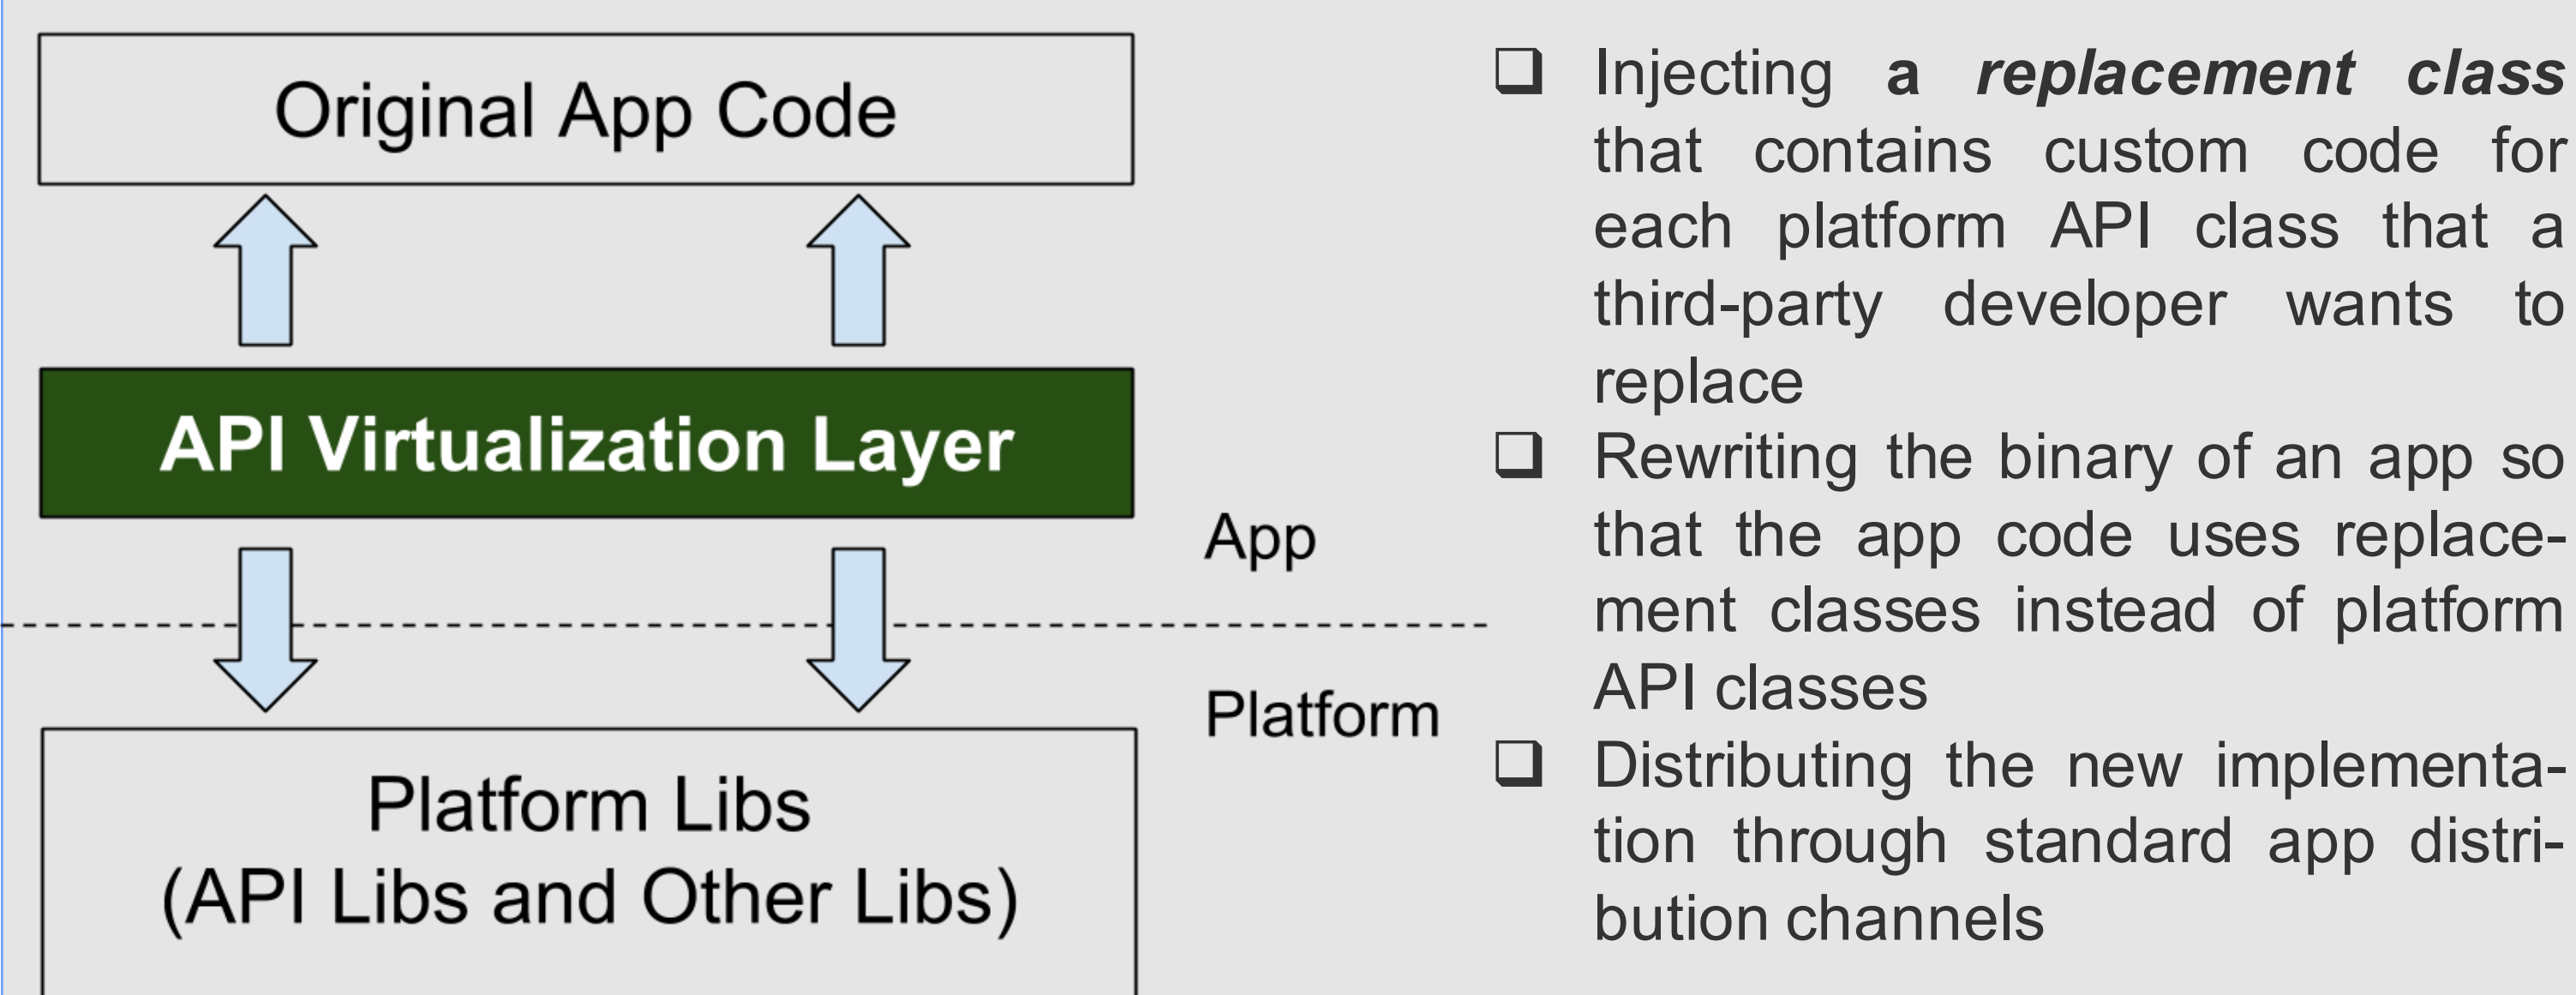 Original App Code
API Virtualization Layer
App
Platform
Platform Libs
(API Libs and Other Libs)
❑ Injecting a replacement class
that contains custom code for
each platform API class that a
third-party developer wants to
replace
❑ Rewriting the binary of an app so
that the app code uses replace-
ment classes instead of platform
API classes
❑ Distributing the new implementa-
tion through standard app distri-
bution channels